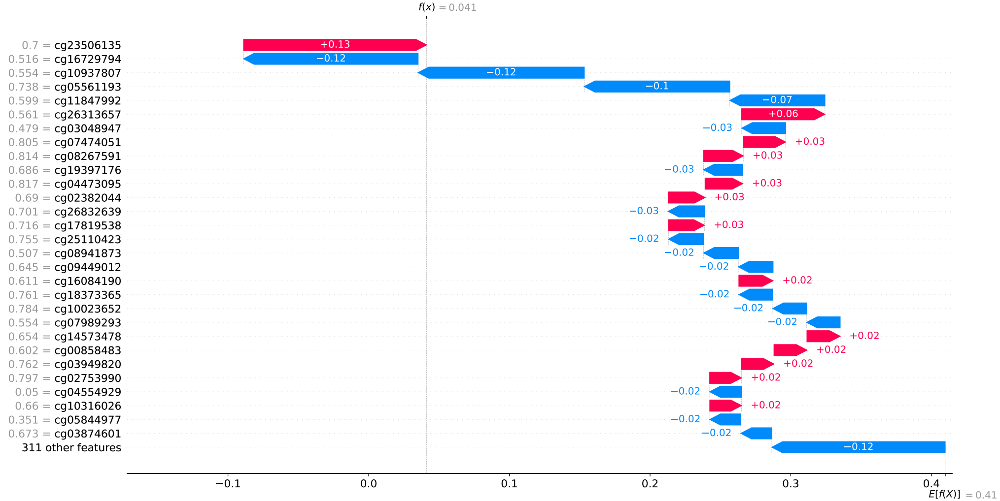 f(x) = 0.041
0.7 = cg23506135 +0.13
0.516 = cg16729794 −0.12
0.554 = cg10937807 −0.12
0.738 = cg05561193 −0.1
0.599 = cg11847992 −0.07
0.561 = cg26313657 +0.06
0.479 = cg03048947 −0.03
0.805 = cg07474051 +0.03
0.814 = cg08267591 +0.03
0.686 = cg19397176 −0.03
0.817 = cg04473095 +0.03
0.69 = cg02382044 +0.03
0.701 = cg26832639 −0.03
0.716 = cg17819538 +0.03
0.755 = cg25110423 −0.02
0.507 = cg08941873 −0.02
0.645 = cg09449012 −0.02
0.611 = cg16084190 +0.02
0.761 = cg18373365 −0.02
0.784 = cg10023652 −0.02
0.554 = cg07989293 −0.02
0.654 = cg14573478 +0.02
0.602 = cg00858483 +0.02
0.762 = cg03949820 +0.02
0.797 = cg02753990 +0.02
0.05 = cg04554929 −0.02
0.66 = cg10316026 +0.02
0.351 = cg05844977 −0.02
0.673 = cg03874601 −0.02
311 other features −0.12
−0.1 0.0 0.1 0.2 0.3 0.4
E[f(X)] = 0.41